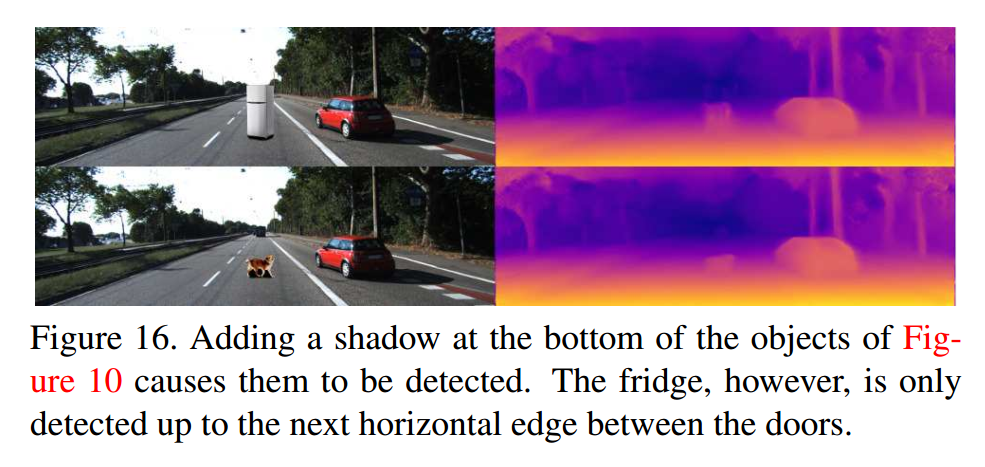 Figure 16. Adding a shadow at the bottom of the objects of Fig-
ure 10 causes them to be detected. The fridge, however, is only
detected up to the next horizontal edge between the doors.